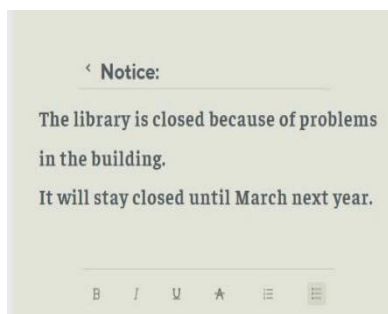 Notice:
The library is closed because of problems
in the building.
It will stay closed until March next year.
B I U A